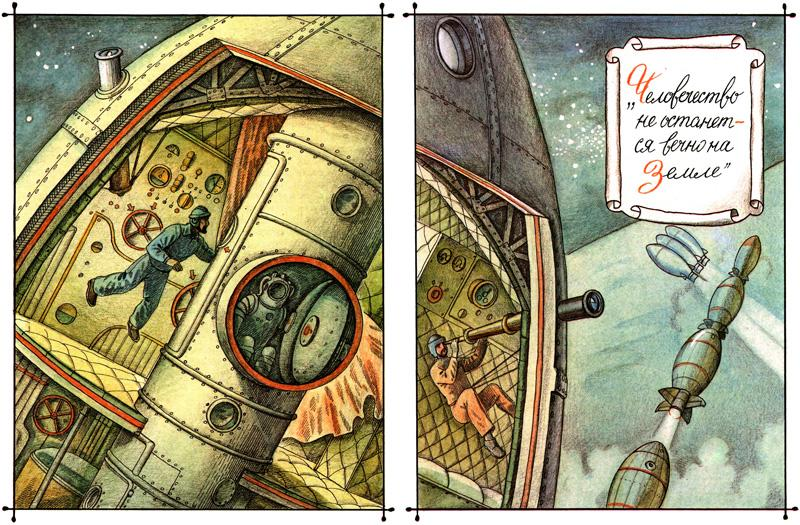 „Человечество
не останет-
ся вечно на
Земле”